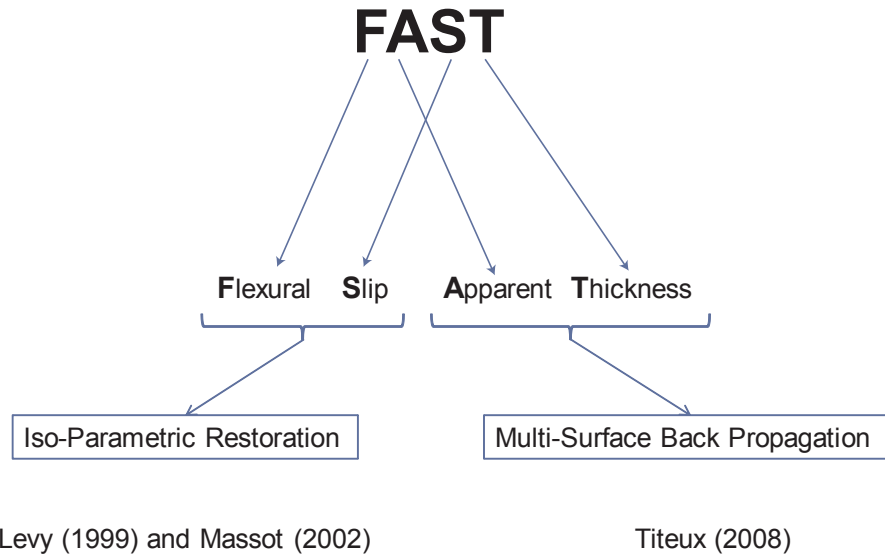 FAST
Flexural Slip Apparent Thickness
Iso-Parametric Restoration Multi-Surface Back Propagation
Levy (1999) and Massot (2002) Titeux (2008)